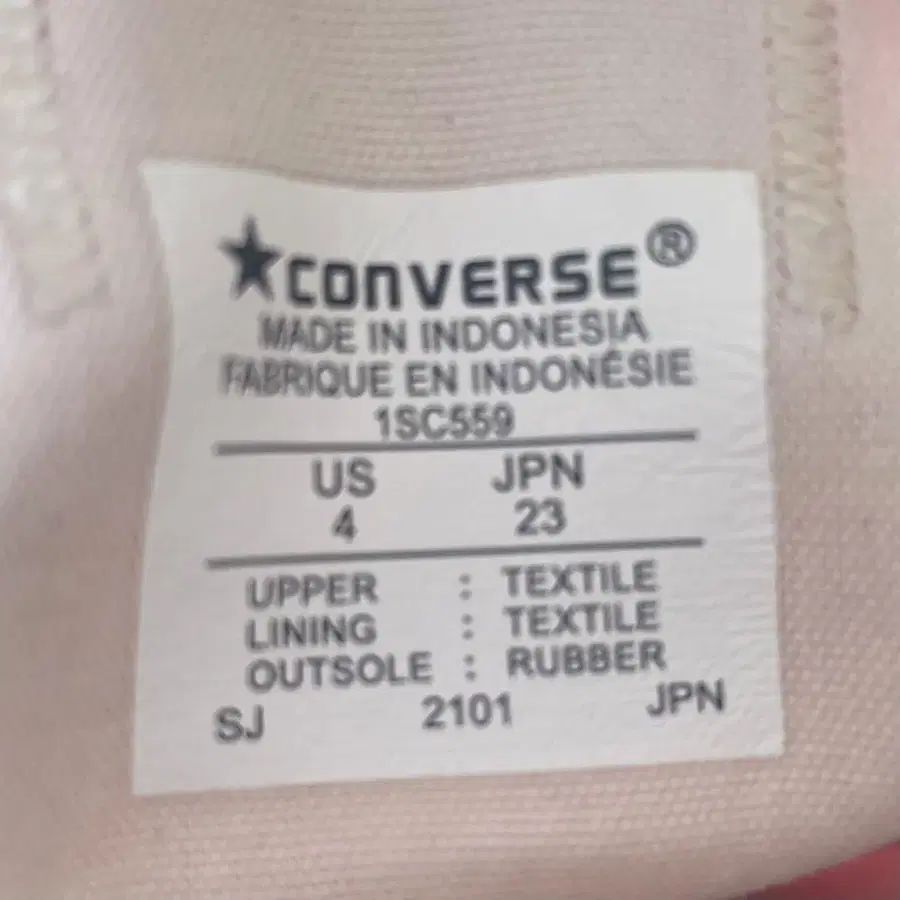 ★CONVERSE®
MADE IN INDONESIA
FABRIQUE EN INDONÉSIE
1SC559
US JPN
4 23
UPPER : TEXTILE
LINING : TEXTILE
OUTSOLE : RUBBER
SJ 2101 JPN